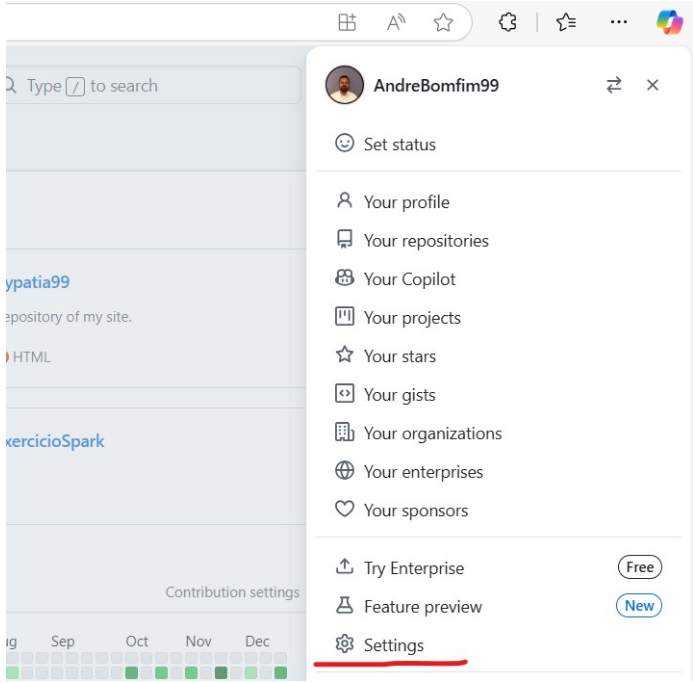 Type / to search
AndreBomfim99
Set status
Your profile
Your repositories
ypatia99
Your Copilot
epository of my site.
Your projects
HTML
Your stars
Your gists
xercicioSpark
Your organizations
Your enterprises
Your sponsors
Try Enterprise Free
Contribution settings
Feature preview New
ug Sep Oct Nov Dec
Settings